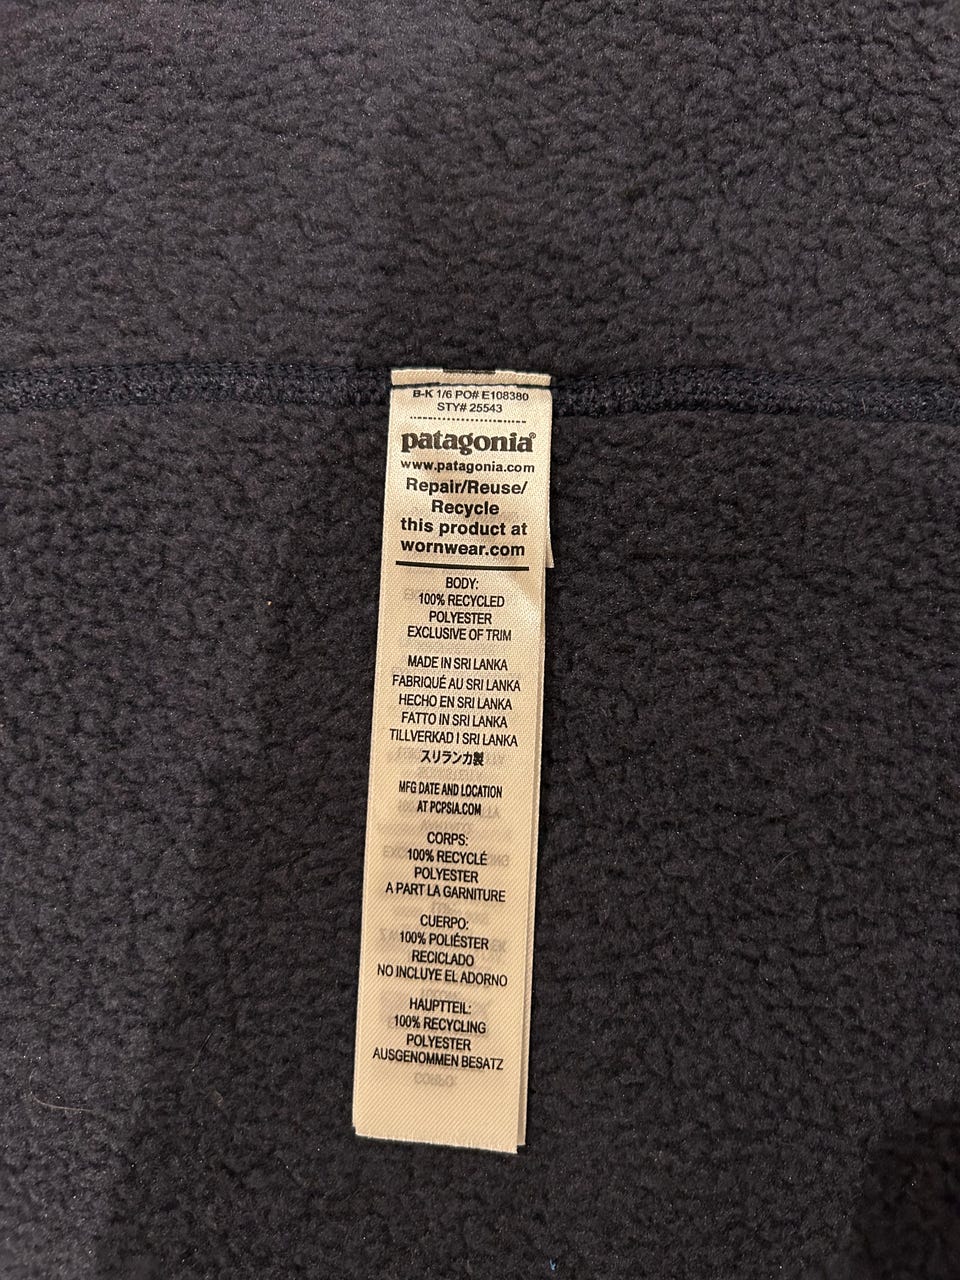 B-K 1/6 PO# E108380
STY# 25543
patagonia®
www.patagonia.com
Repair/Reuse/
Recycle
this product at
wornwear.com
BODY:
100% RECYCLED
POLYESTER
EXCLUSIVE OF TRIM
MADE IN SRI LANKA
FABRIQUÉ AU SRI LANKA
HECHO EN SRI LANKA
FATTO IN SRI LANKA
TILLVERKAD I SRI LANKA
スリランカ製
MFG DATE AND LOCATION
AT PCPSIA.COM
CORPS:
100% RECYCLÉ
POLYESTER
A PART LA GARNITURE
CUERPO:
100% POLIÉSTER
RECICLADO
NO INCLUYE EL ADORNO
HAUPTTEIL:
100% RECYCLING
POLYESTER
AUSGENOMMEN BESATZ